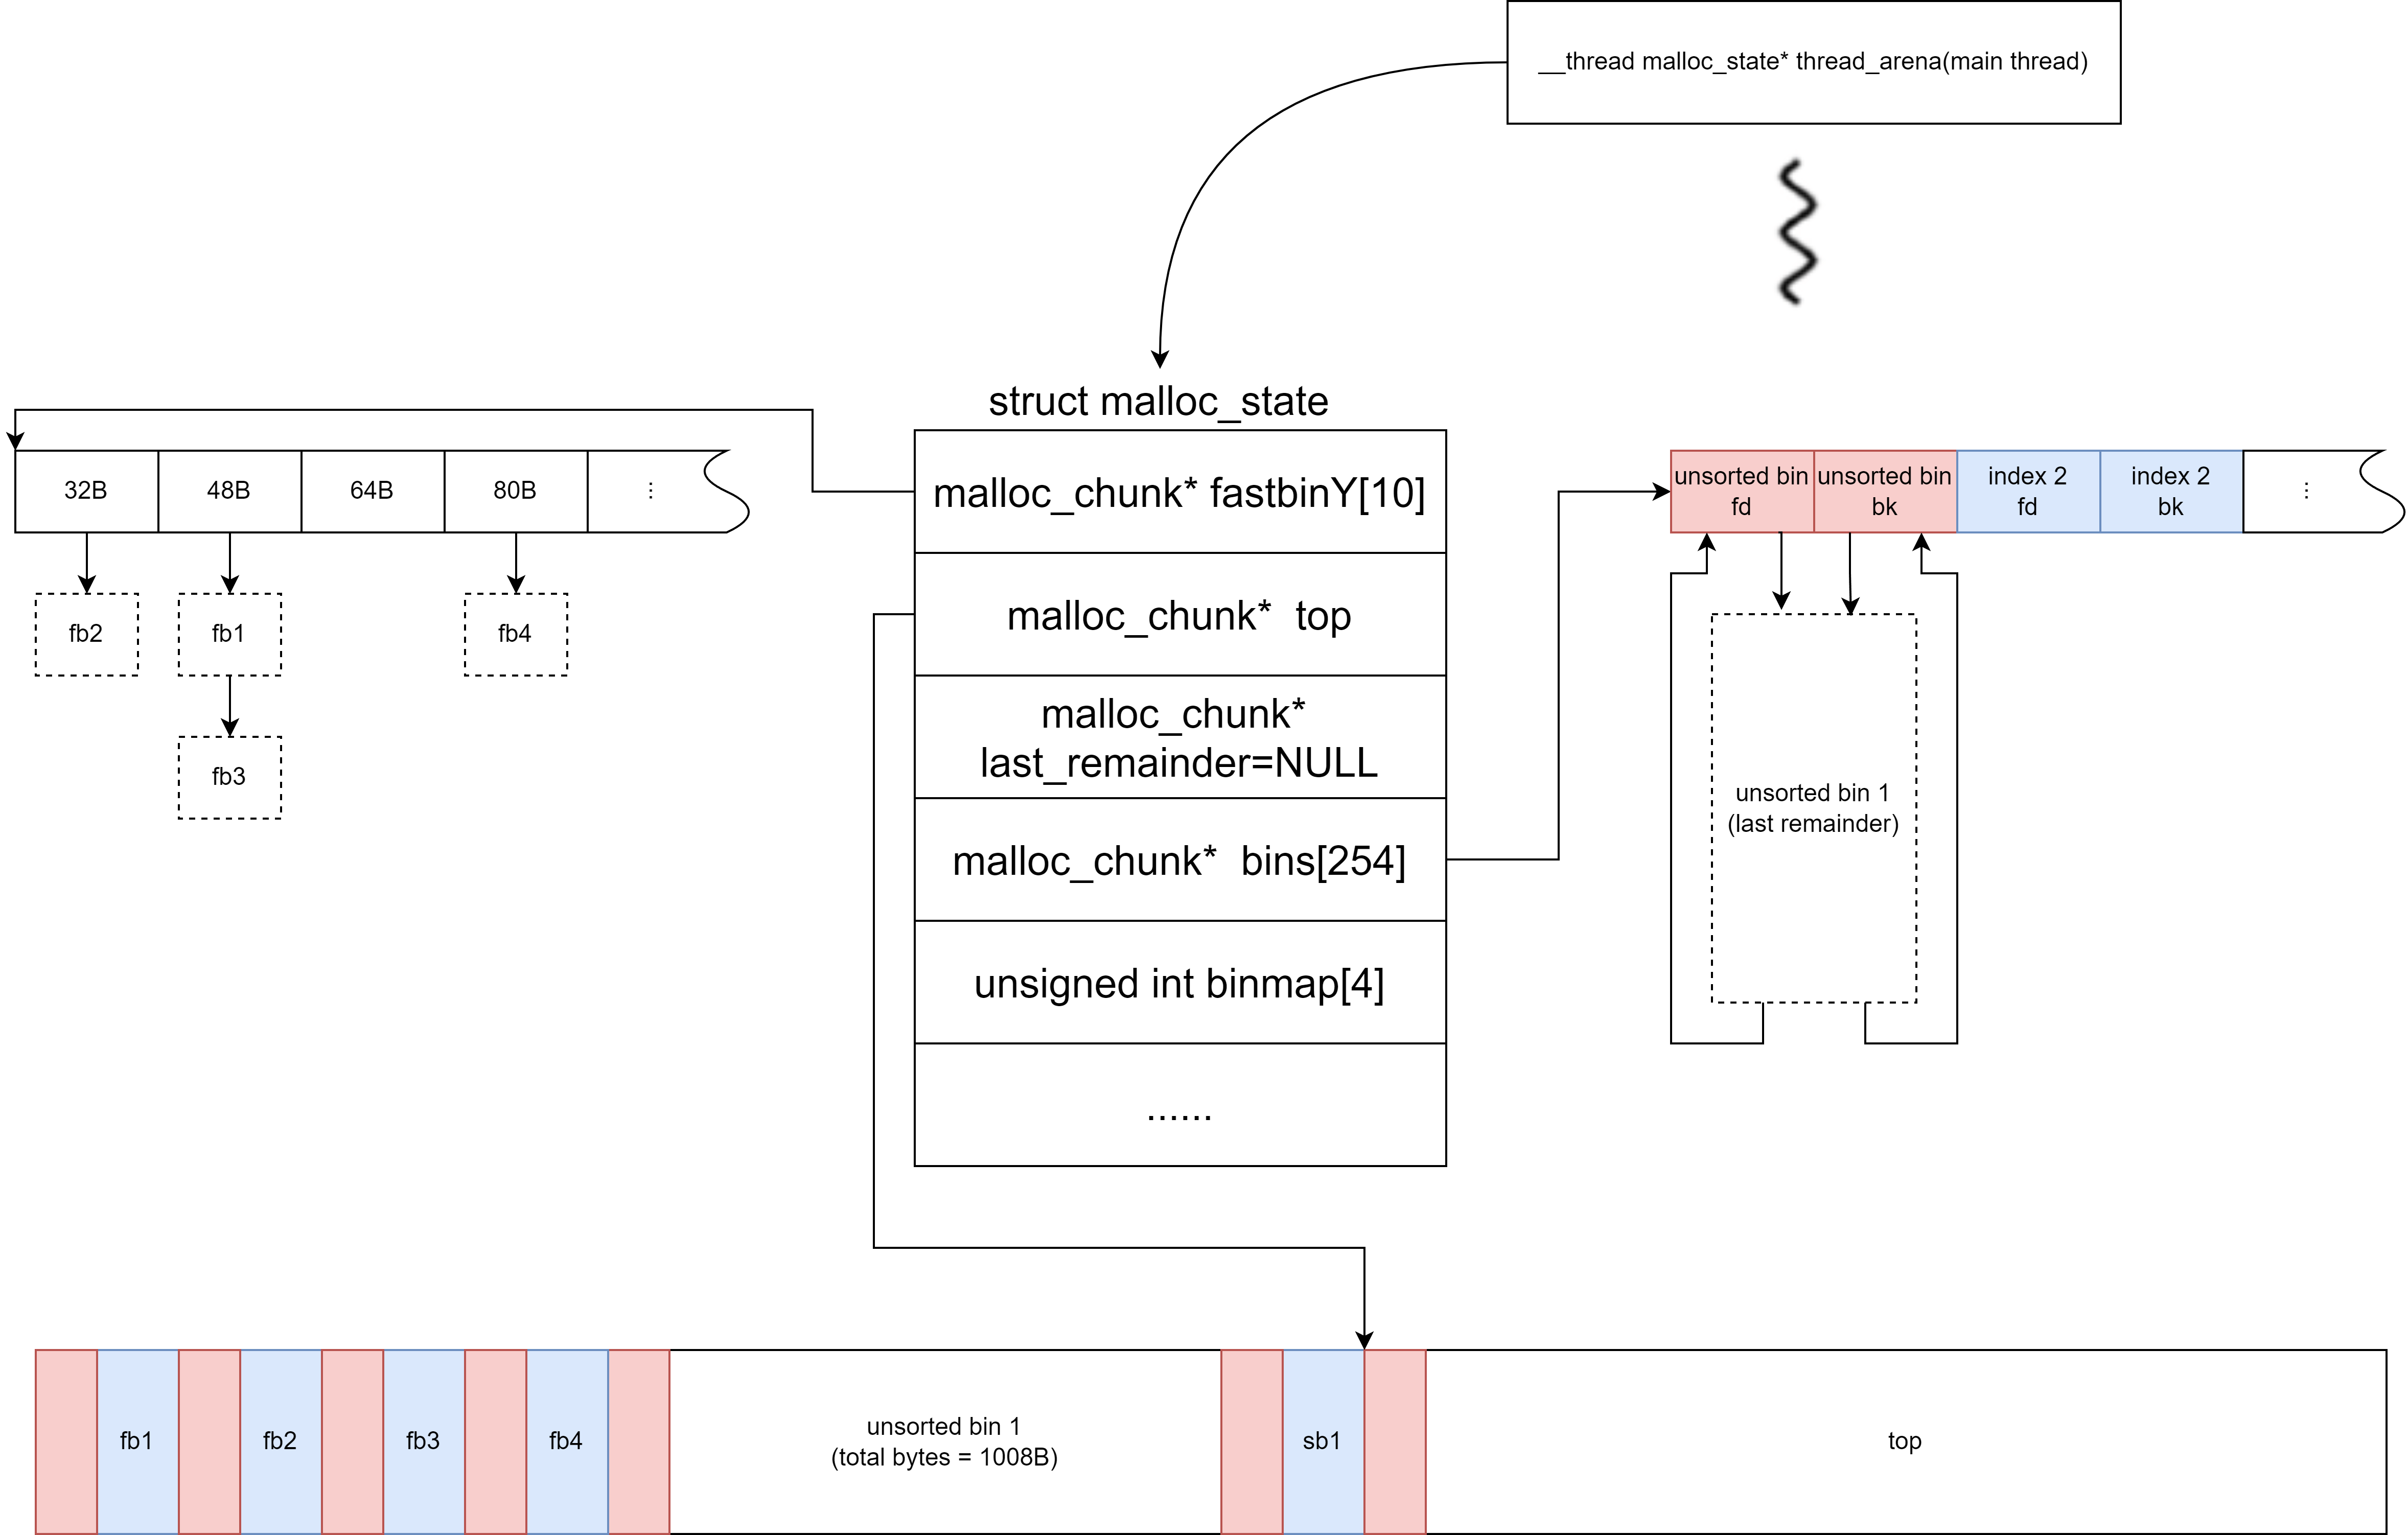 __thread malloc_state* thread_arena(main thread)
struct malloc_state
malloc_chunk* fastbinY[10]
malloc_chunk*  top
malloc_chunk*
last_remainder=NULL
malloc_chunk*  bins[254]
unsigned int binmap[4]
......
32B
48B
64B
80B
⋮
fb2
fb1
fb4
fb3
unsorted bin
fd
unsorted bin
bk
index 2
fd
index 2
bk
⋮
unsorted bin 1
(last remainder)
fb1
fb2
fb3
fb4
unsorted bin 1
(total bytes = 1008B)
sb1
top